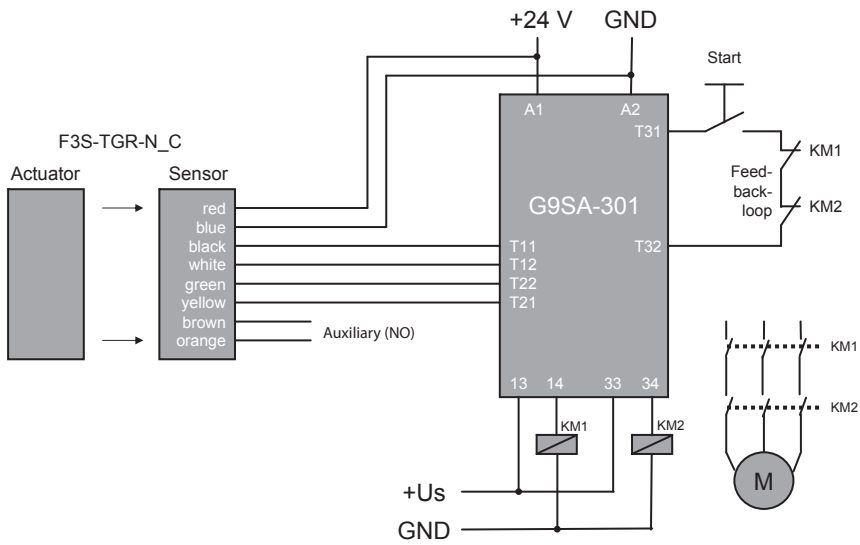 +24 V
GND
Start
A1
A2
T31
F3S-TGR-N_C
Actuator
Sensor
KM1
Feed-
back-
loop
KM2
red
blue
black
white
green
yellow
brown
orange
G9SA-301
T11
T12
T22
T21
T32
Auxiliary (NO)
13
14
33
34
KM1
KM2
+Us
GND
KM1
KM2
M